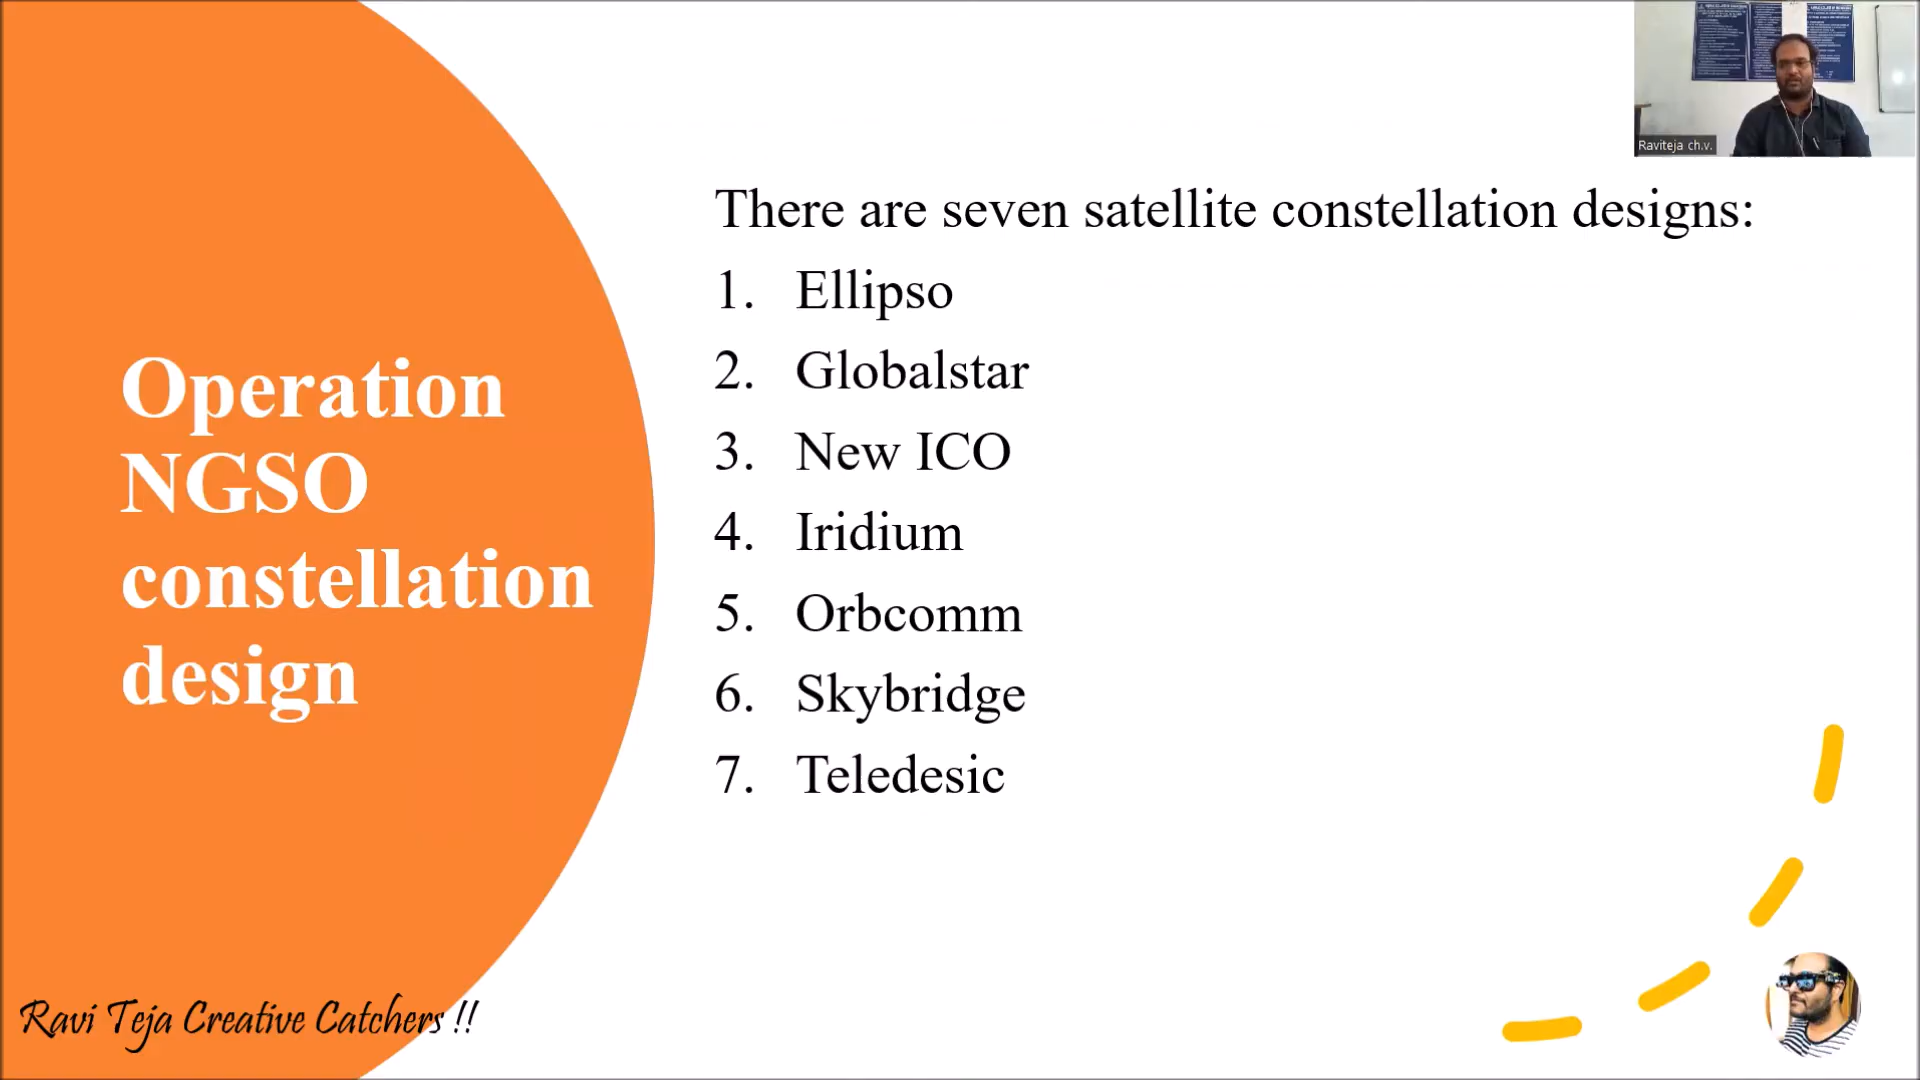 Operation
NGSO
constellation
design
There are seven satellite constellation designs:
1. Ellipso
2. Globalstar
3. New ICO
4. Iridium
5. Orbcomm
6. Skybridge
7. Teledesic
Raviteja ch.v.
Ravi Teja Creative Catchers !!